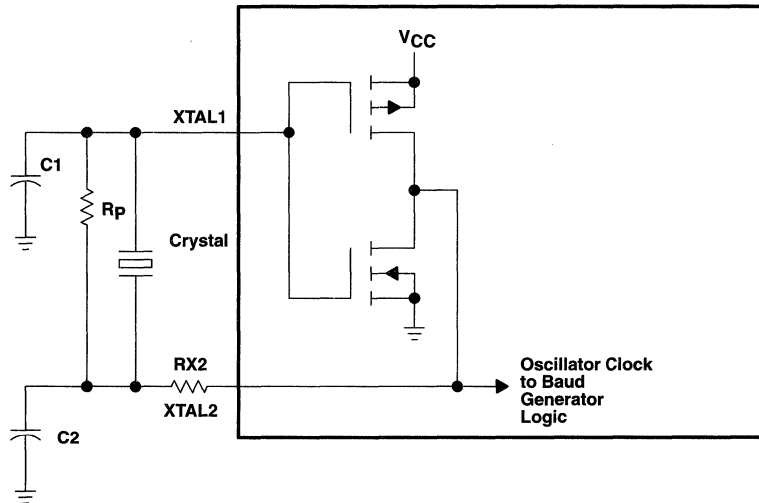 VCC
XTAL1
C1
RP
Crystal
RX2
XTAL2
C2
Oscillator Clock
to Baud
Generator
Logic